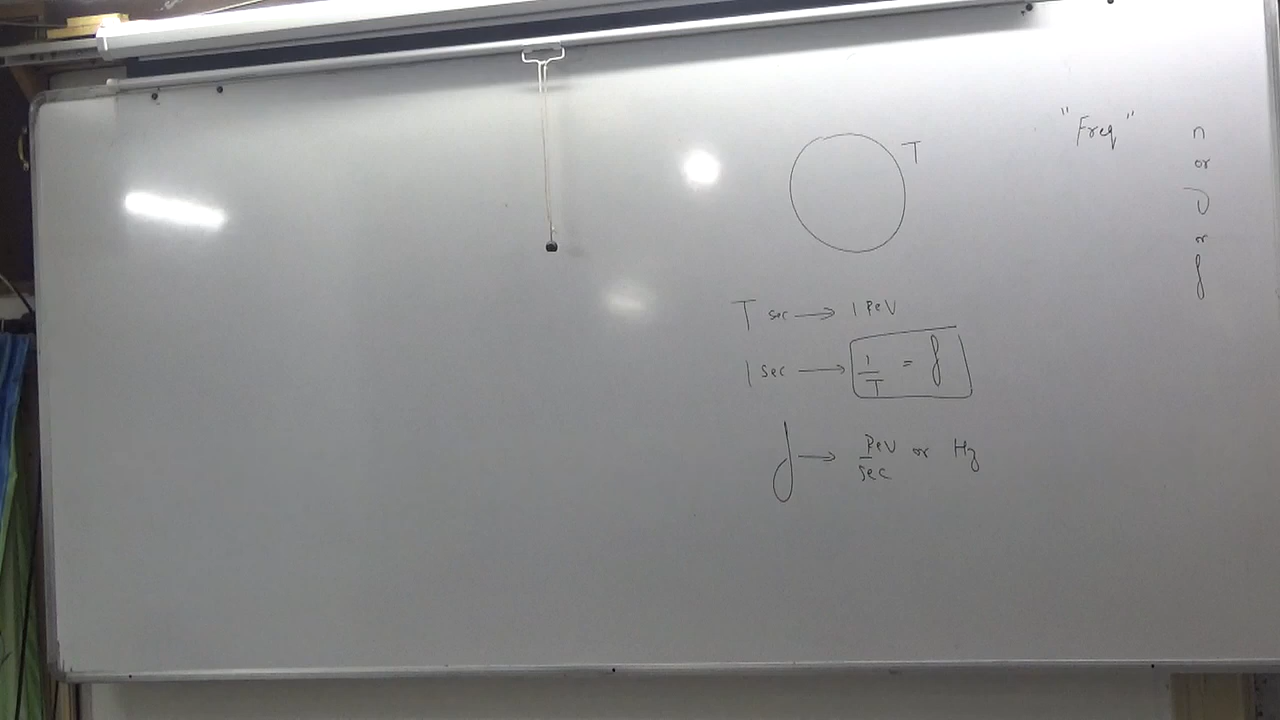 T
"Freq"
n
or
ν
or
f
T sec → 1 rev
1 sec → 1/T = f
f → rev/sec or Hz